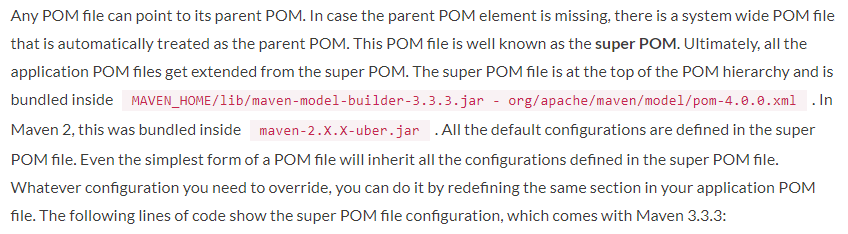 Any POM file can point to its parent POM. In case the parent POM element is missing, there is a system wide POM file
that is automatically treated as the parent POM. This POM file is well known as the super POM. Ultimately, all the
application POM files get extended from the super POM. The super POM file is at the top of the POM hierarchy and is
bundled inside MAVEN_HOME/lib/maven-model-builder-3.3.3.jar - org/apache/maven/model/pom-4.0.0.xml . In
Maven 2, this was bundled inside maven-2.X.X-uber.jar . All the default configurations are defined in the super
POM file. Even the simplest form of a POM file will inherit all the configurations defined in the super POM file.
Whatever configuration you need to override, you can do it by redefining the same section in your application POM
file. The following lines of code show the super POM file configuration, which comes with Maven 3.3.3: